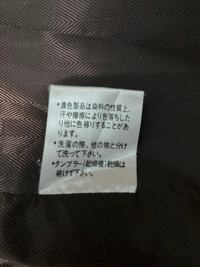 ・濃色製品は染料の性質上、
汗や摩擦により色落ちした
り他に色移りすることがあ
ります。
・洗濯の際、他の物と分け
て洗って下さい。
・タンブラー(乾燥機)乾燥は
避けて下さい。